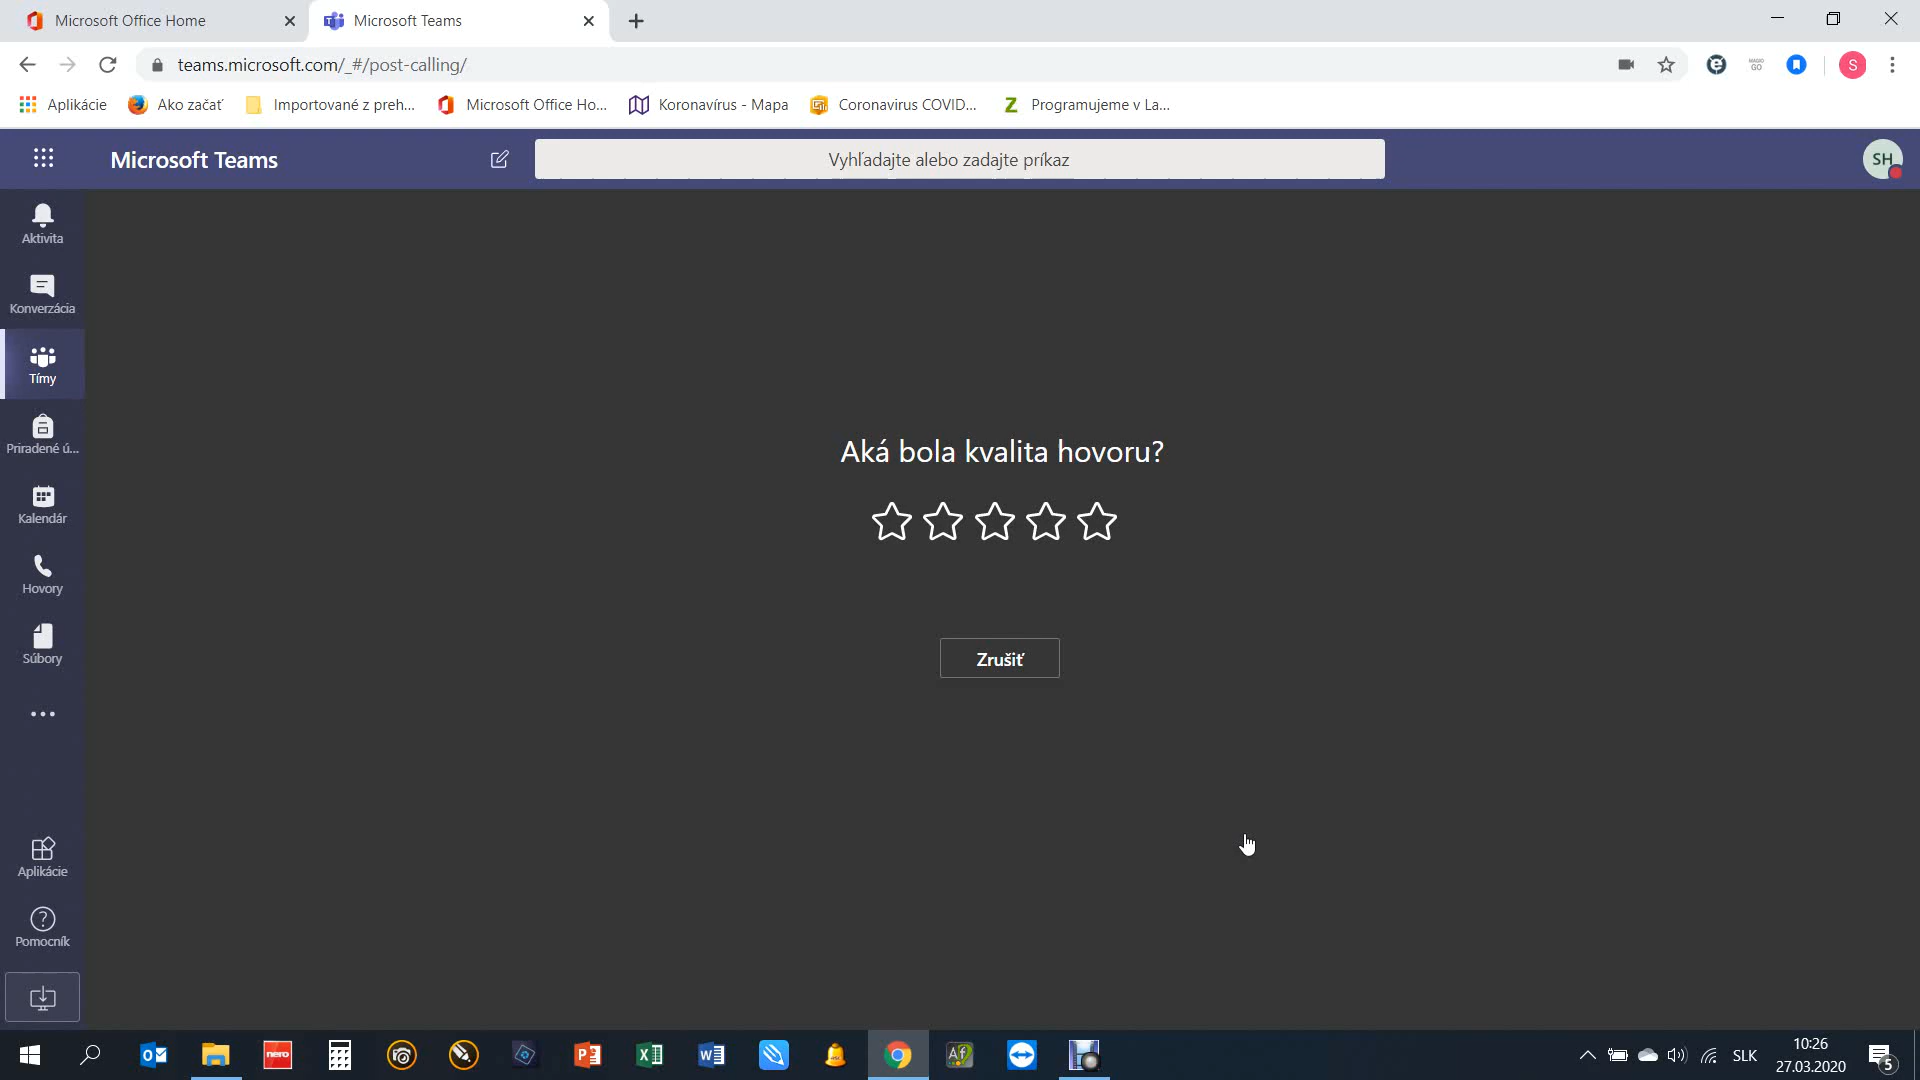 Microsoft Office Home
Microsoft Teams
teams.microsoft.com/_#/post-calling/
S
Aplikácie
Ako začať
Importované z preh...
Microsoft Office Ho...
Koronavírus - Mapa
Coronavirus COVID...
Programujeme v La...
Microsoft Teams
Vyhľadajte alebo zadajte príkaz
SH
Aktivita
Konverzácia
Tímy
Priradené ú...
Kalendár
Hovory
Súbory
Aká bola kvalita hovoru?
Zrušiť
Aplikácie
Pomocník
nero
SLK
10:26
27.03.2020
5